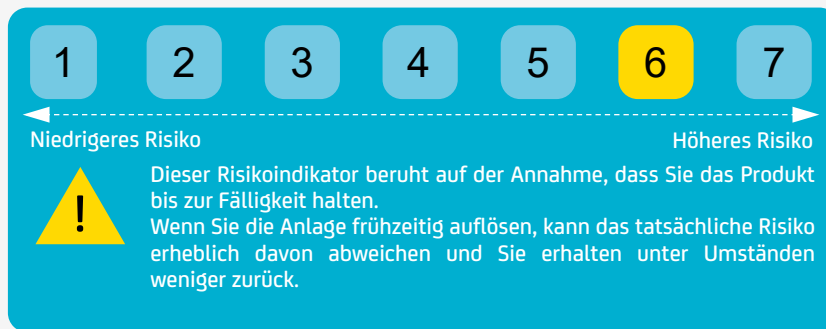 1 2 3 4 5 6 7
Niedrigeres Risiko Höheres Risiko
!
Dieser Risikoindikator beruht auf der Annahme, dass Sie das Produkt
bis zur Fälligkeit halten.
Wenn Sie die Anlage frühzeitig auflösen, kann das tatsächliche Risiko
erheblich davon abweichen und Sie erhalten unter Umständen
weniger zurück.